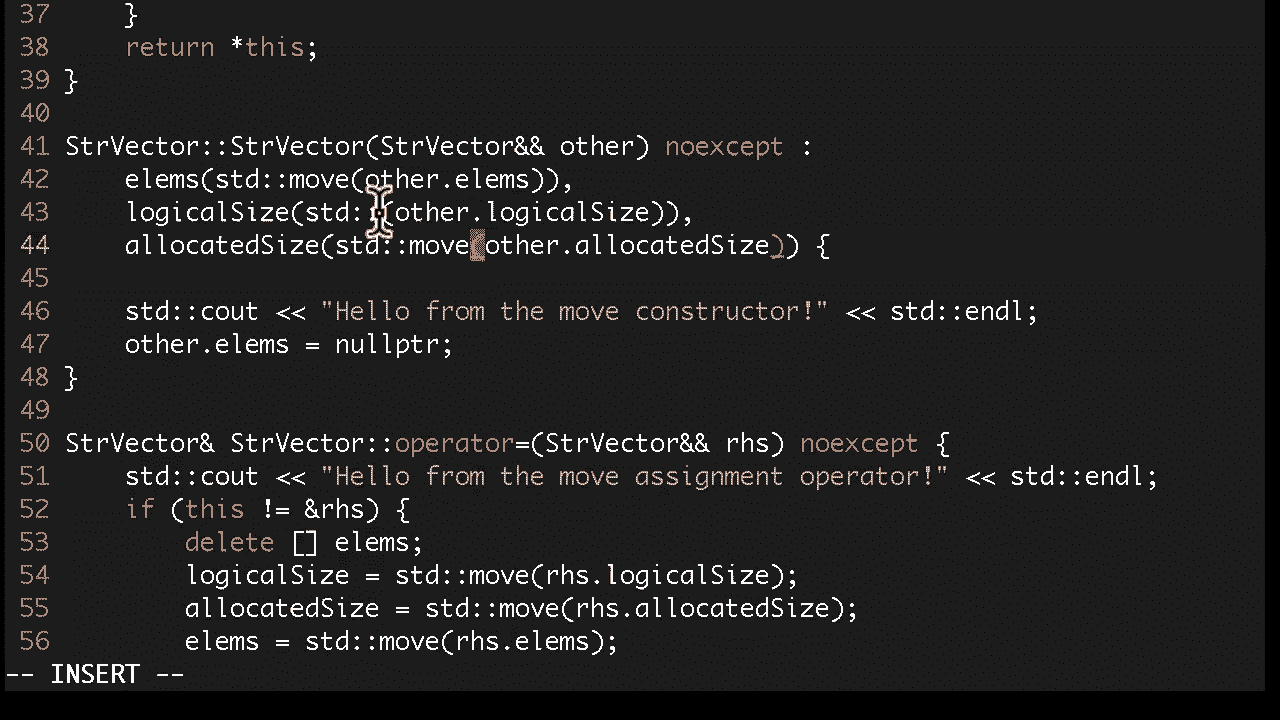 37     }
38     return *this;
39 }
40
41 StrVector::StrVector(StrVector&& other) noexcept :
42     elems(std::move(other.elems)),
43     logicalSize(std::(other.logicalSize)),
44     allocatedSize(std::move(other.allocatedSize)) {
45
46     std::cout << "Hello from the move constructor!" << std::endl;
47     other.elems = nullptr;
48 }
49
50 StrVector& StrVector::operator=(StrVector&& rhs) noexcept {
51     std::cout << "Hello from the move assignment operator!" << std::endl;
52     if (this != &rhs) {
53         delete [] elems;
54         logicalSize = std::move(rhs.logicalSize);
55         allocatedSize = std::move(rhs.allocatedSize);
56         elems = std::move(rhs.elems);
-- INSERT --